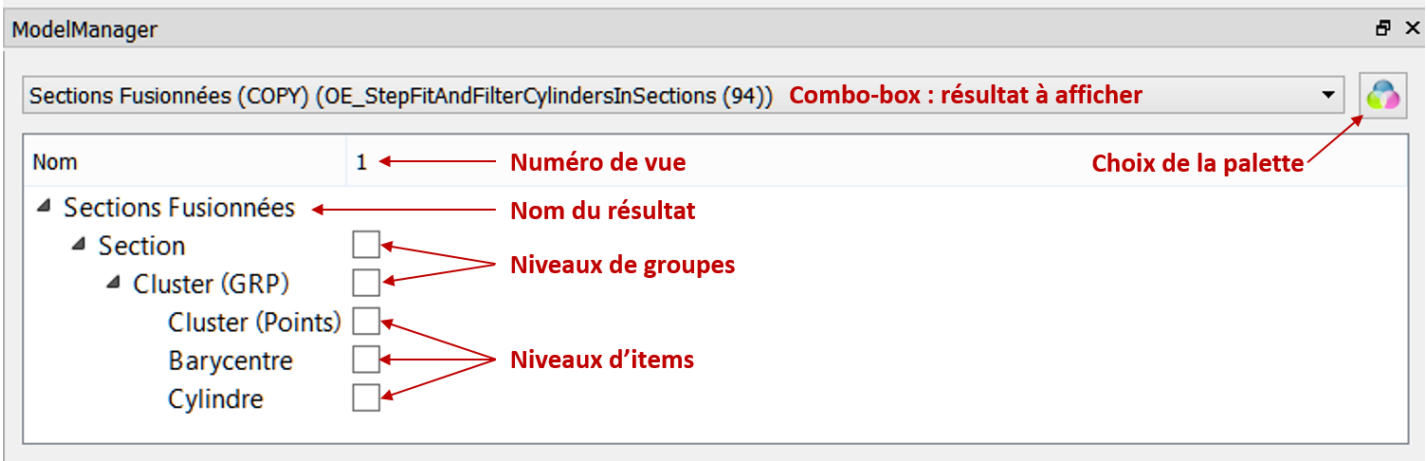 ModelManager
Sections Fusionnées (COPY) (OE_StepFitAndFilterCylindersInSections (94)) Combo-box : résultat à afficher
Nom 1 Numéro de vue Choix de la palette
Sections Fusionnées Nom du résultat
Section
Niveaux de groupes
Cluster (GRP)
Cluster (Points)
Barycentre Niveaux d'items
Cylindre